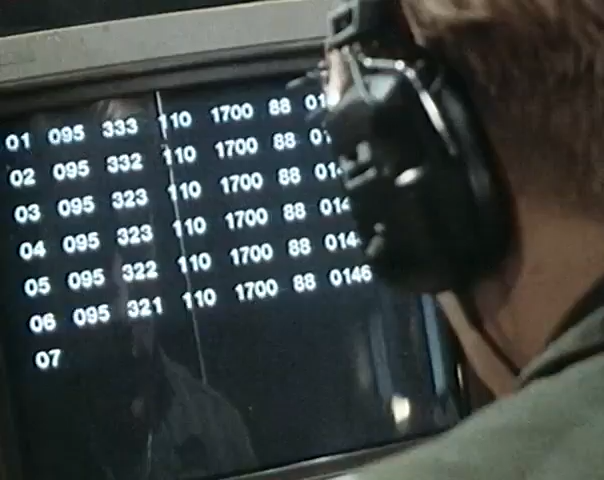 01 095 333 110 1700 88
02 095 332 110 1700 88
03 095 323 110 1700 88
04 095 323 110 1700 88
05 095 322 110 1700 88
06 095 321 110 1700 88 0146
07